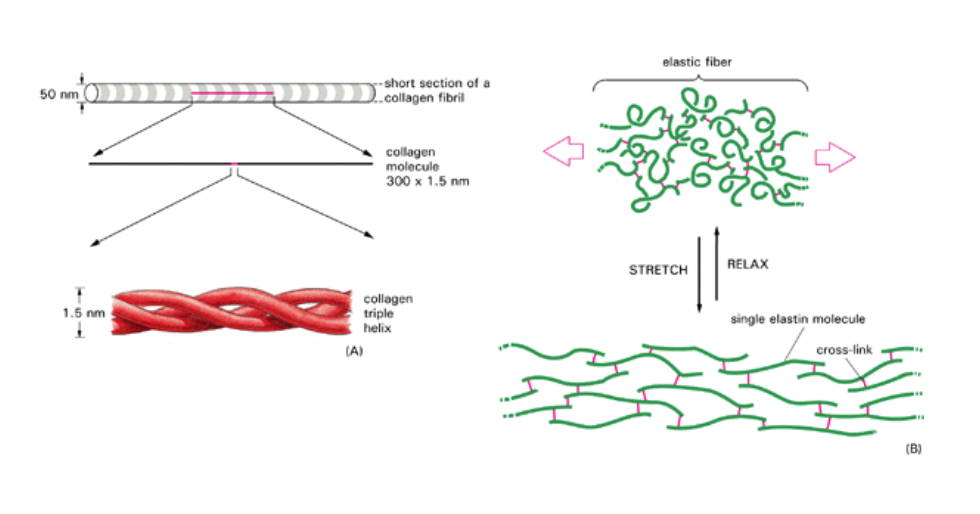 50 nm
short section of a
collagen fibril
collagen
molecule
300 x 1.5 nm
1.5 nm
collagen
triple
helix
(A)
elastic fiber
STRETCH
RELAX
single elastin molecule
cross-link
(B)